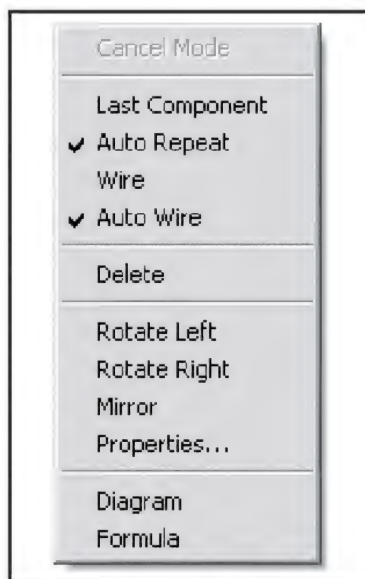 Cancel Mode
Last Component
Auto Repeat
Wire
Auto Wire
Delete
Rotate Left
Rotate Right
Mirror
Properties...
Diagram
Formula